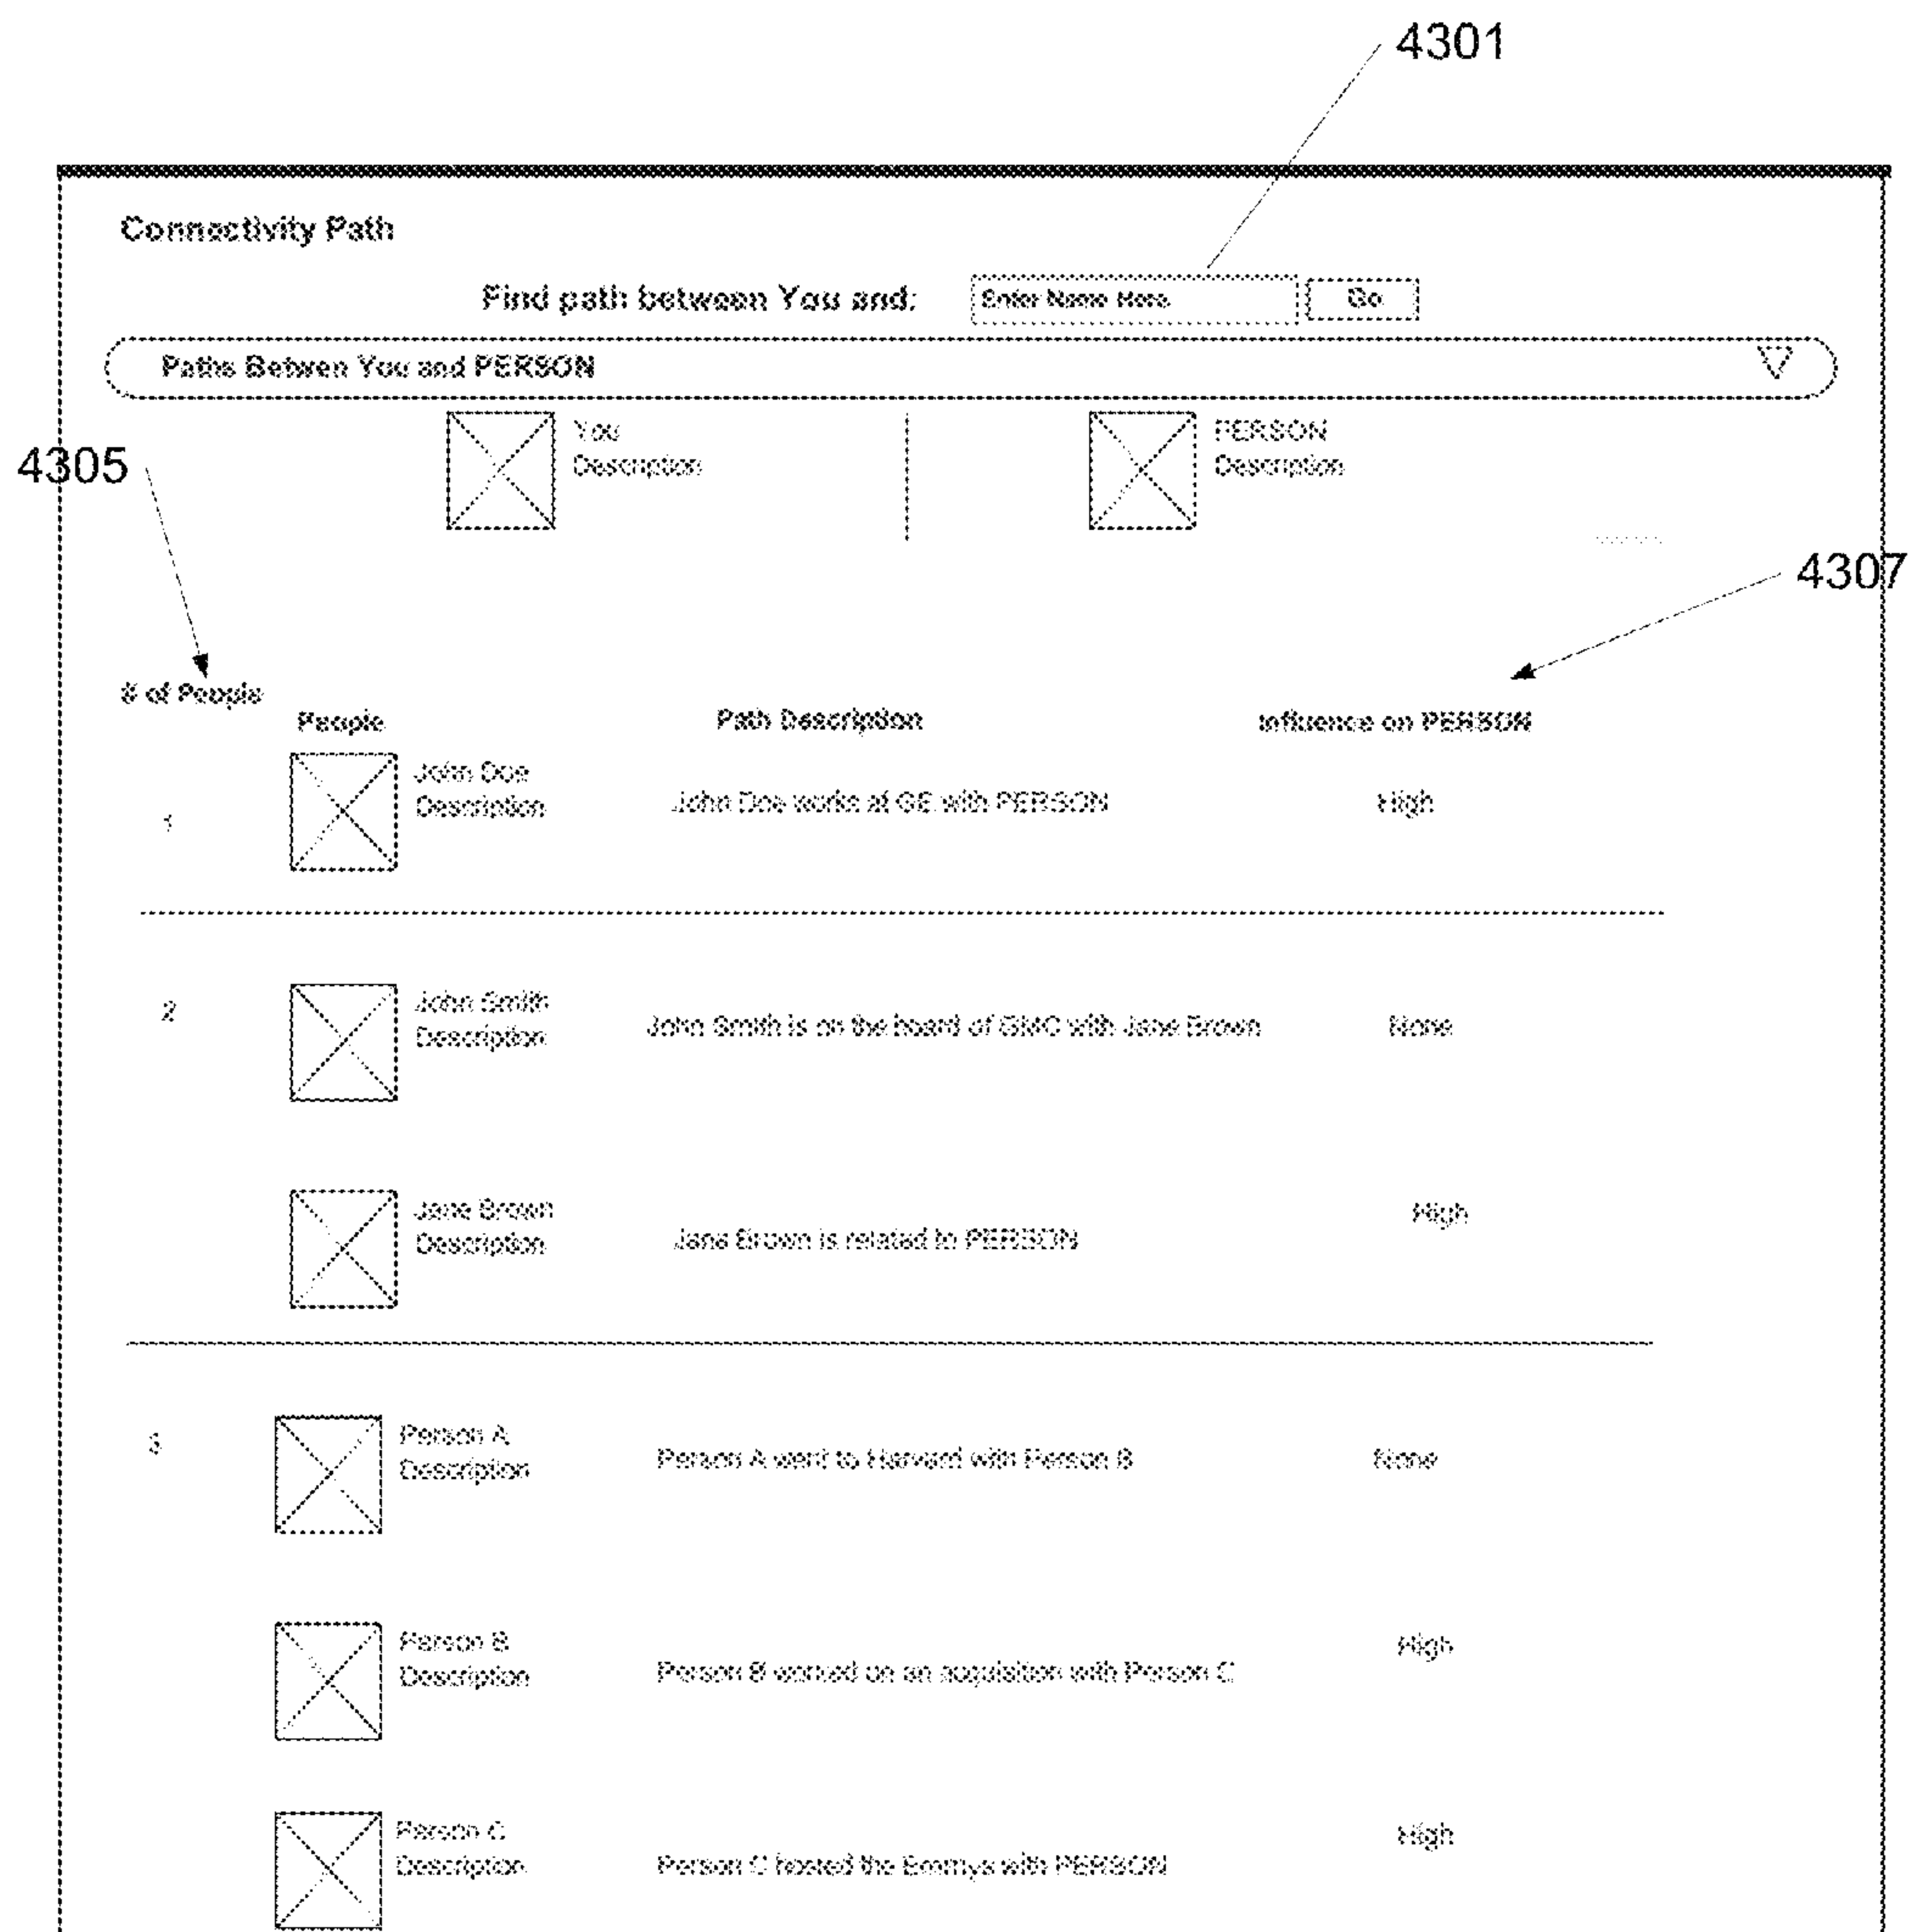 4301
Connectivity Path
Find path between You and: Enter Name Here. Go
Paths Betwen You and PERSON
You
Description
PERSON
Description
4305
4307
# of People
People Path Description Influence on PERSON
1
John Doe
Description
John Doe works at GE with PERSON
High
2
John Smith
Description
John Smith is on the board of GMC with Jane Brown
None
Jane Brown
Description
Jane Brown is related to PERSON
High
3
Person A
Description
Person A went to Harvard with Person B
None
Person B
Description
Person B worked on an acquisition with Person C
High
Person C
Description
Person C hosted the Emmys with PERSON
High